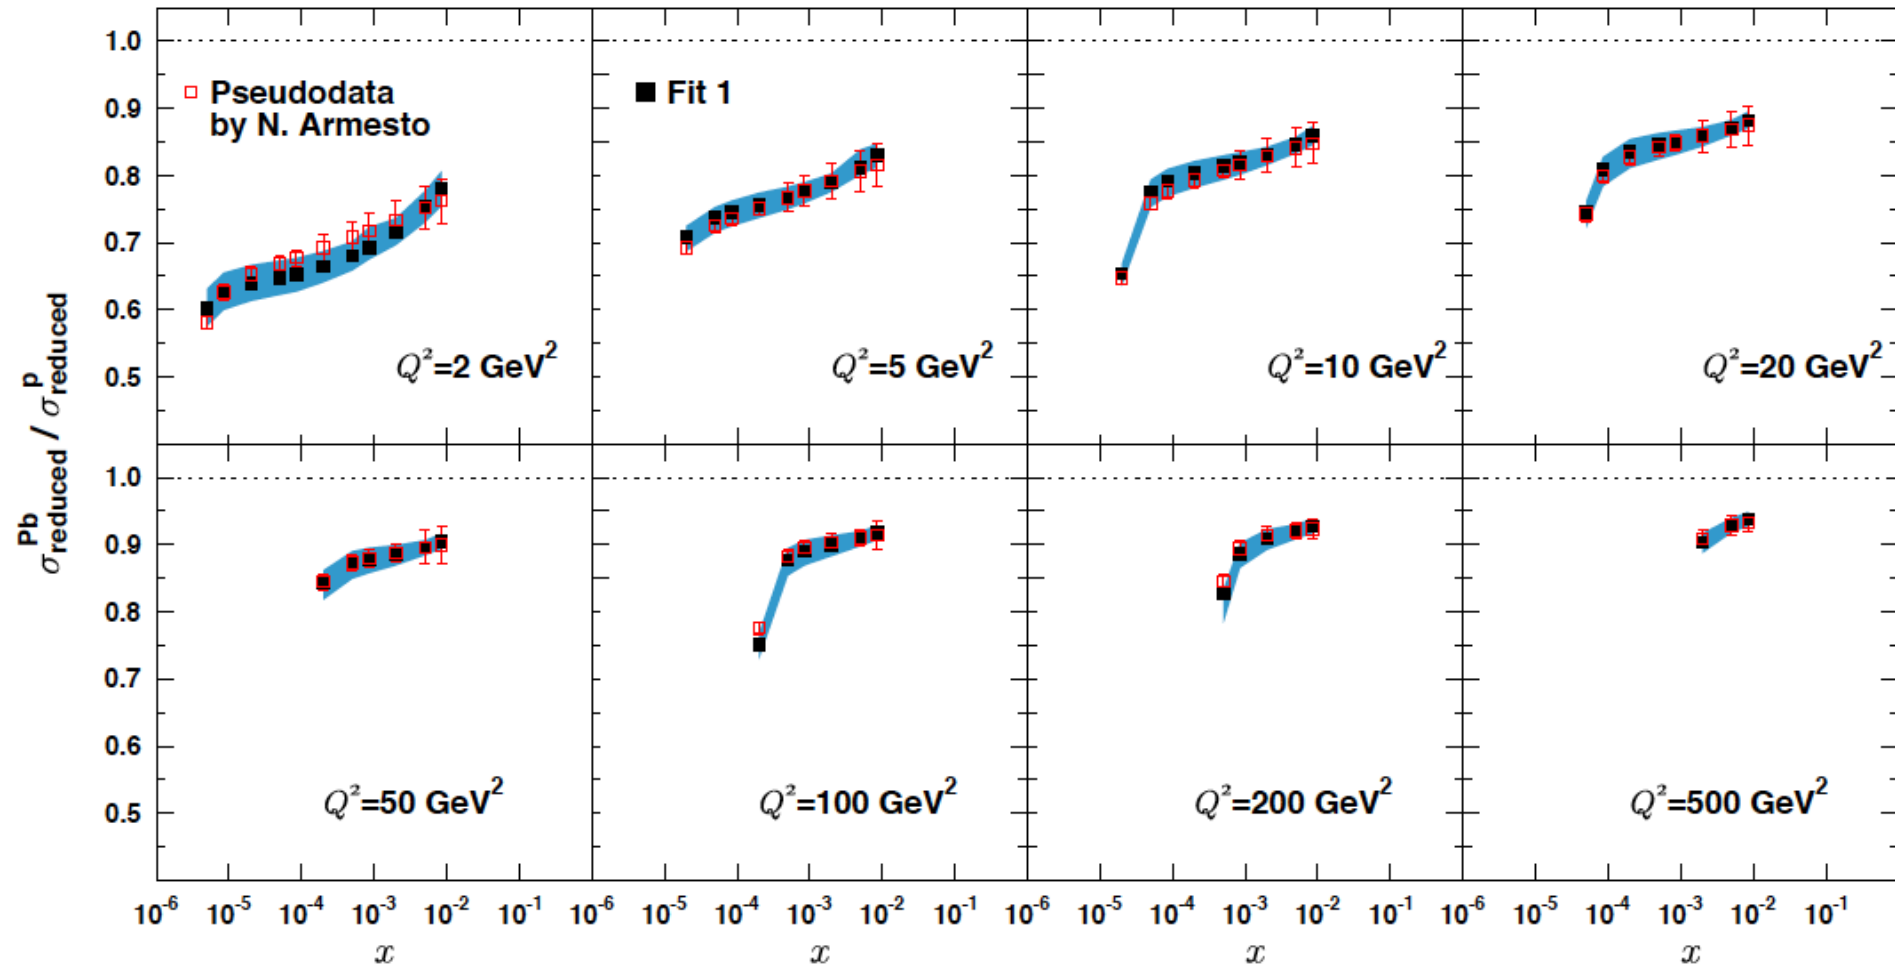 σ^Pb_reduced / σ^p_reduced
1.0
0.9
0.8
0.7
0.6
0.5
Pseudodata
by N. Armesto
Fit 1
Q²=2 GeV²
Q²=5 GeV²
Q²=10 GeV²
Q²=20 GeV²
1.0
0.9
0.8
0.7
0.6
0.5
Q²=50 GeV²
Q²=100 GeV²
Q²=200 GeV²
Q²=500 GeV²
10⁻⁶ 10⁻⁵ 10⁻⁴ 10⁻³ 10⁻² 10⁻¹ 10⁻⁶ 10⁻⁵ 10⁻⁴ 10⁻³ 10⁻² 10⁻¹ 10⁻⁶ 10⁻⁵ 10⁻⁴ 10⁻³ 10⁻² 10⁻¹ 10⁻⁶ 10⁻⁵ 10⁻⁴ 10⁻³ 10⁻² 10⁻¹
x x x x